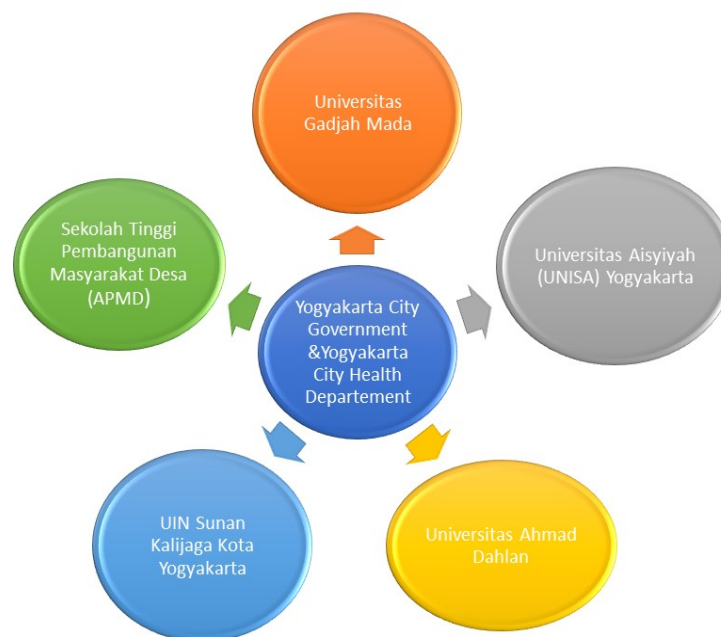 Universitas
Gadjah Mada
Sekolah Tinggi
Pembangunan
Masyarakat Desa
(APMD)
Universitas Aisyiyah
(UNISA) Yogyakarta
Yogyakarta City
Government
&Yogyakarta
City Health
Departement
UIN Sunan
Kalijaga Kota
Yogyakarta
Universitas Ahmad
Dahlan